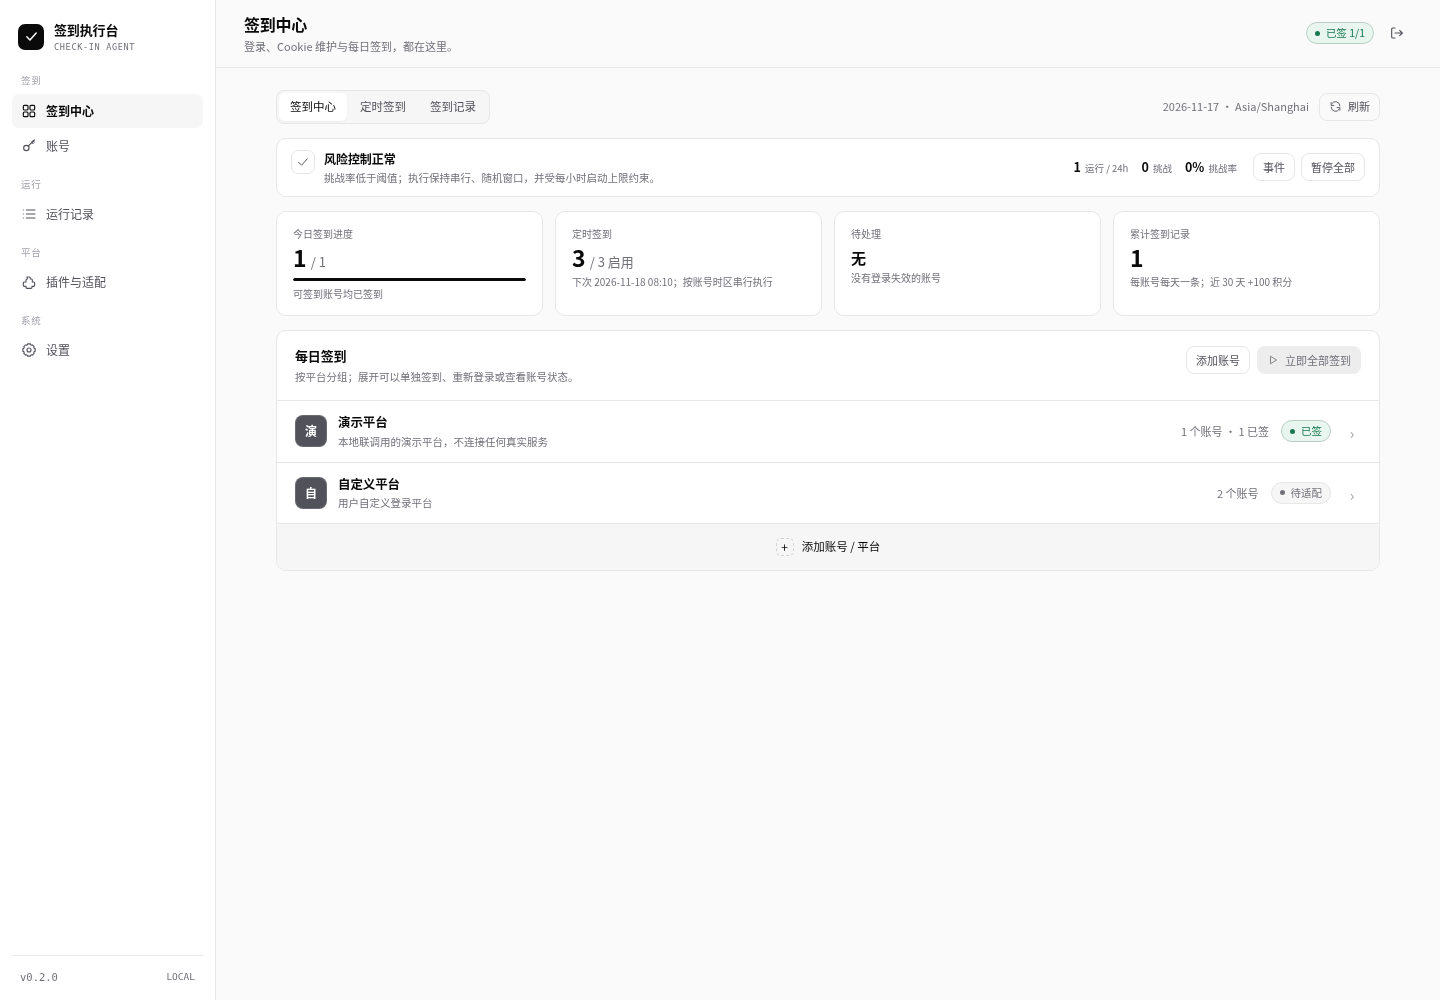 签到执行台
CHECK-IN AGENT
签到
签到中心
账号
运行
运行记录
平台
插件与适配
系统
设置
v0.2.0
LOCAL
签到中心
登录、Cookie 维护与每日签到，都在这里。
已签 1/1
签到中心
定时签到
签到记录
2026-11-17 · Asia/Shanghai
刷新
风险控制正常
挑战率低于阈值；执行保持串行、随机窗口，并受每小时启动上限约束。
1 运行 / 24h
0 挑战
0% 挑战率
事件
暂停全部
今日签到进度
1 / 1
可签到账号均已签到
定时签到
3 / 3 启用
下次 2026-11-18 08:10；按账号时区串行执行
待处理
无
没有登录失效的账号
累计签到记录
1
每账号每天一条；近 30 天 +100 积分
每日签到
按平台分组；展开可以单独签到、重新登录或查看账号状态。
添加账号
立即全部签到
演
演示平台
本地联调用的演示平台，不连接任何真实服务
1 个账号 · 1 已签
已签
自
自定义平台
用户自定义登录平台
2 个账号
待适配
+ 添加账号 / 平台